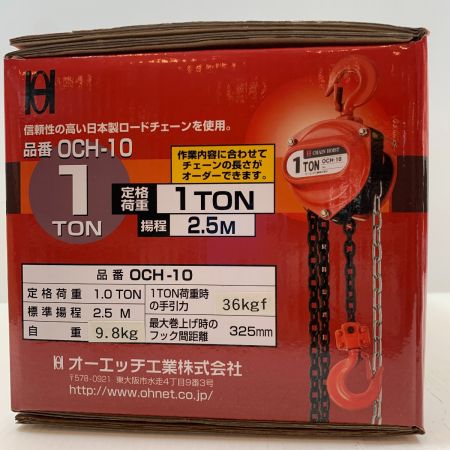 信頼性の高い日本製ロードチェーンを使用。
品番 OCH-10
1
TON
作業内容に合わせて
チェーンの長さが
オーダーできます。
定格
荷重
1 TON
揚程
2.5M
CHAIN HOIST
1
TON
OCH-10
品番 OCH-10
定格荷重 1.0 TON
1TON荷重時
の手引力
36kgf
標準揚程 2.5 M
自重 9.8kg
最大巻上げ時の
フック間距離
325mm
オーエッチ工業株式会社
〒578-0921 東大阪市水走4丁目9番3号
http://www.ohnet.co.jp/